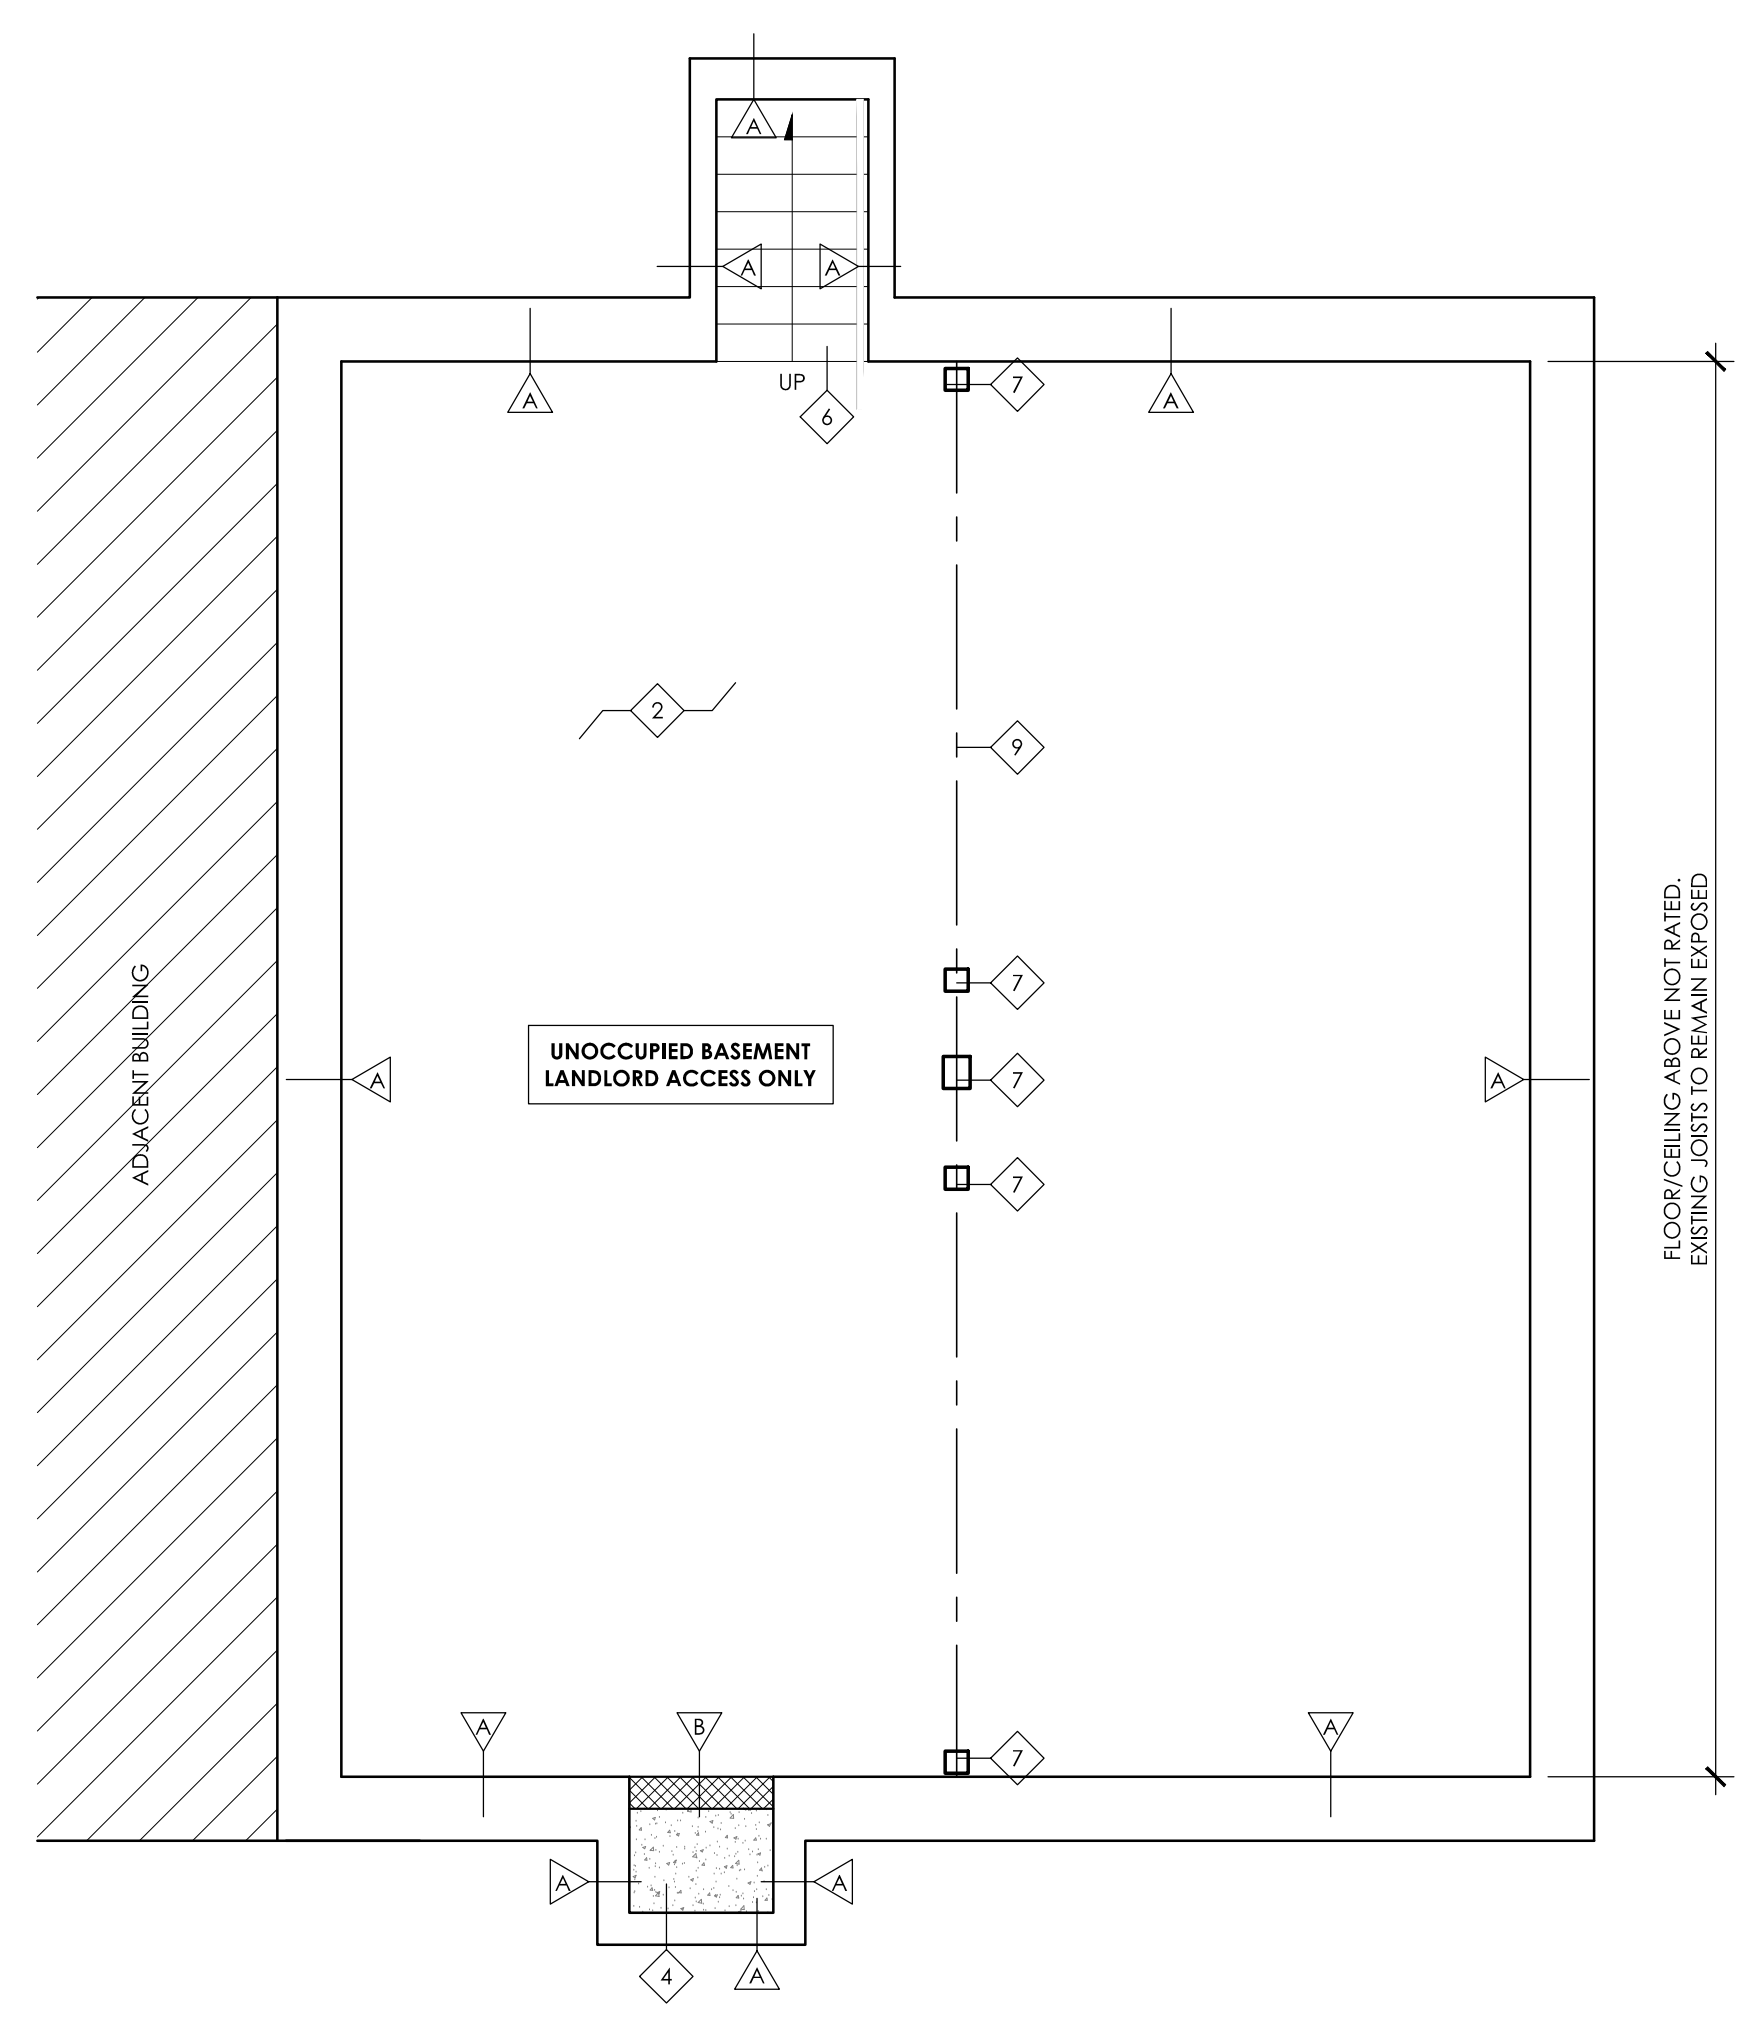 A
A
A
UP
6
7
A
A
2
9
7
ADJACENT BUILDING
UNOCCUPIED BASEMENT
LANDLORD ACCESS ONLY
A
7
A
FLOOR/CEILING ABOVE NOT RATED.
EXISTING JOISTS TO REMAIN EXPOSED
7
A
B
A
7
A
A
4
A